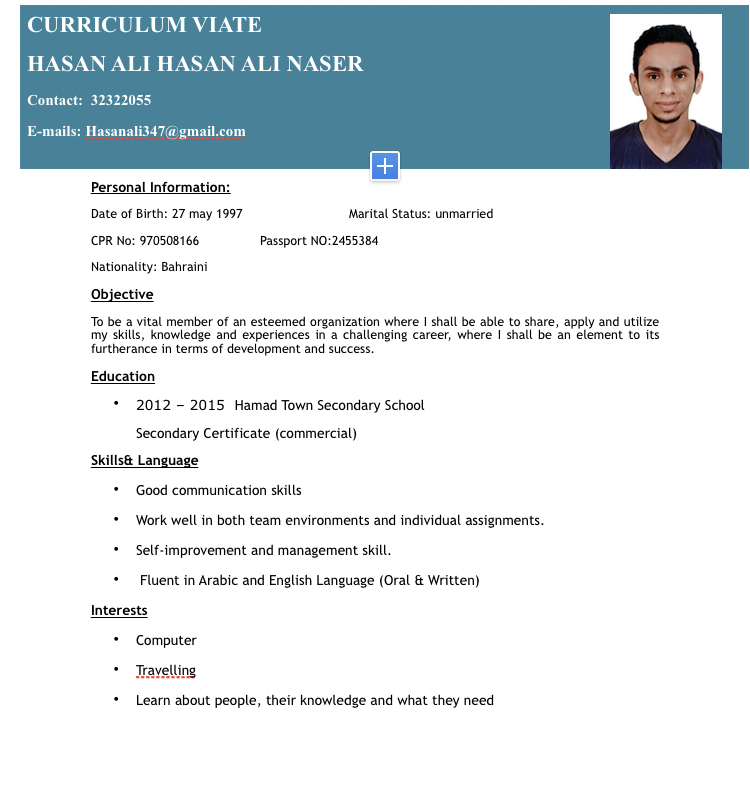 CURRICULUM VIATE
HASAN ALI HASAN ALI NASER
Contact:  32322055
E-mails: Hasanali347@gmail.com
Personal Information:
Date of Birth: 27 may 1997 Marital Status: unmarried
CPR No: 970508166 Passport NO:2455384
Nationality: Bahraini
Objective
To be a vital member of an esteemed organization where I shall be able to share, apply and utilize
my skills, knowledge and experiences in a challenging career, where I shall be an element to its
furtherance in terms of development and success.
Education
• 2012 – 2015  Hamad Town Secondary School
Secondary Certificate (commercial)
Skills& Language
• Good communication skills
• Work well in both team environments and individual assignments.
• Self-improvement and management skill.
• Fluent in Arabic and English Language (Oral & Written)
Interests
• Computer
• Travelling
• Learn about people, their knowledge and what they need